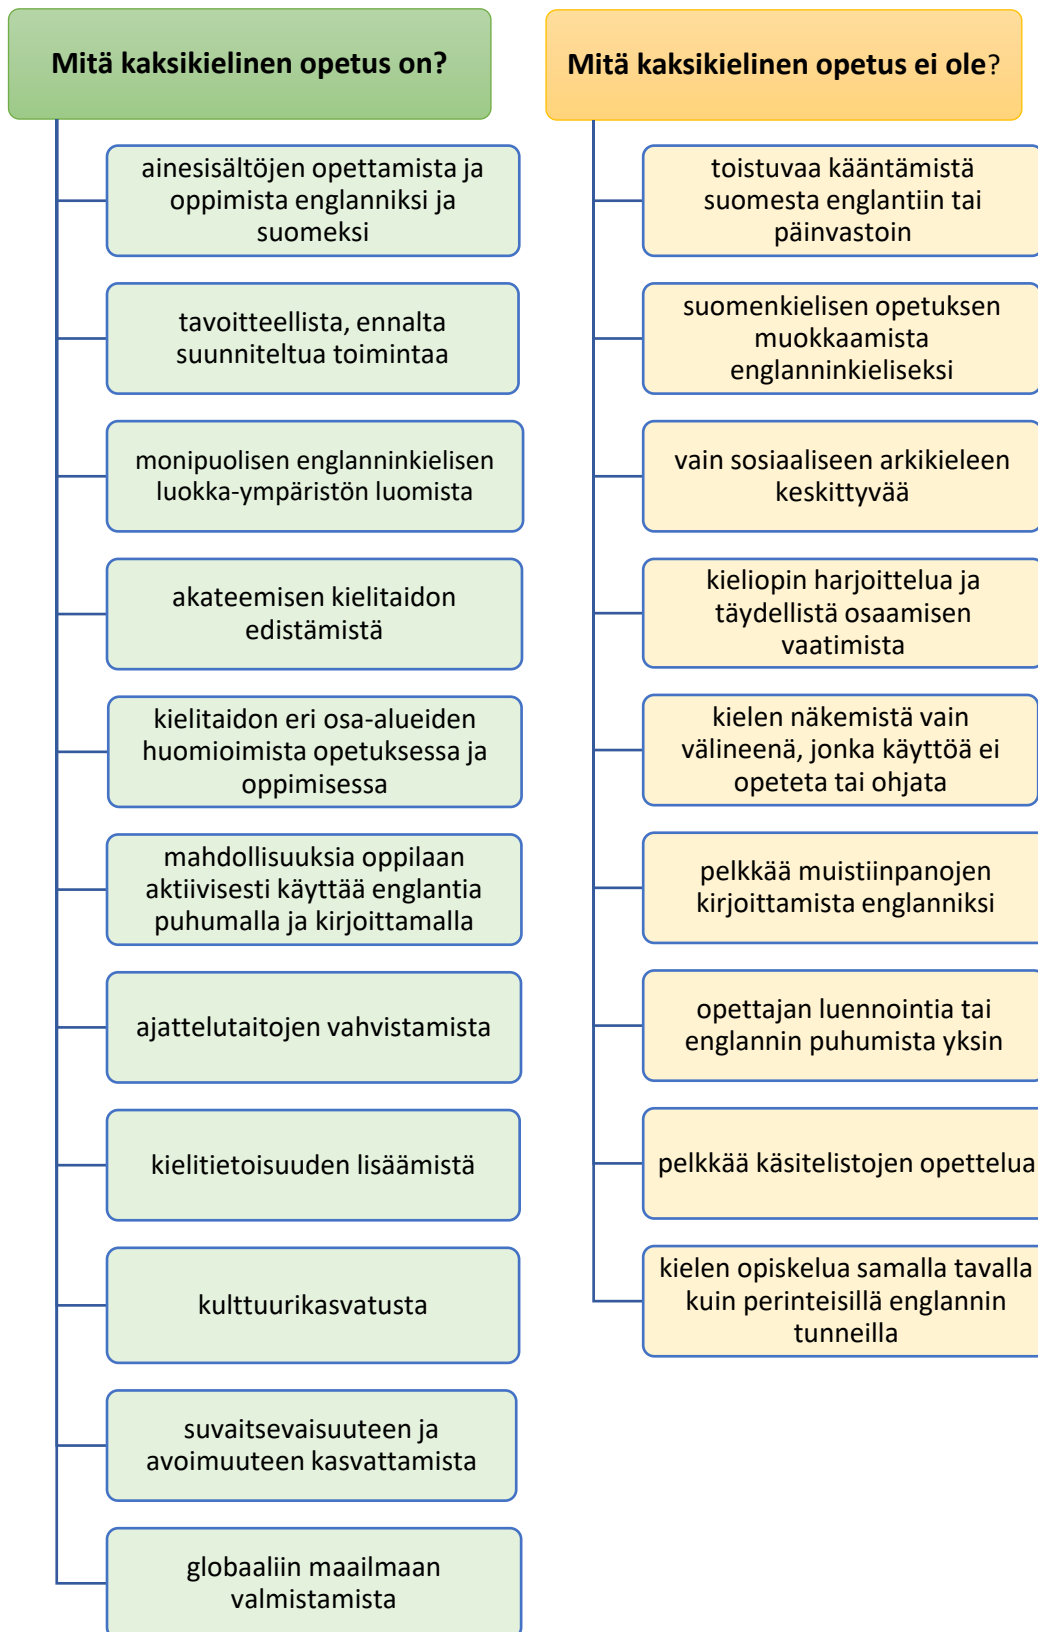 Mitä kaksikielinen opetus on?
ainesisältöjen opettamista ja
oppimista englanniksi ja
suomeksi
tavoitteellista, ennalta
suunniteltua toimintaa
monipuolisen englanninkielisen
luokka-ympäristön luomista
akateemisen kielitaidon
edistämistä
kielitaidon eri osa-alueiden
huomioimista opetuksessa ja
oppimisessa
mahdollisuuksia oppilaan
aktiivisesti käyttää englantia
puhumalla ja kirjoittamalla
ajattelutaitojen vahvistamista
kielitietoisuuden lisäämistä
kulttuurikasvatusta
suvaitsevaisuuteen ja
avoimuuteen kasvattamista
globaaliin maailmaan
valmistamista
Mitä kaksikielinen opetus ei ole?
toistuvaa kääntämistä
suomesta englantiin tai
päinvastoin
suomenkielisen opetuksen
muokkaamista
englanninkieliseksi
vain sosiaaliseen arkikieleen
keskittyvää
kieliopin harjoittelua ja
täydellistä osaamisen
vaatimista
kielen näkemistä vain
välineenä, jonka käyttöä ei
opeteta tai ohjata
pelkkää muistiinpanojen
kirjoittamista englanniksi
opettajan luennointia tai
englannin puhumista yksin
pelkkää käsitelistojen opettelua
kielen opiskelua samalla tavalla
kuin perinteisillä englannin
tunneilla